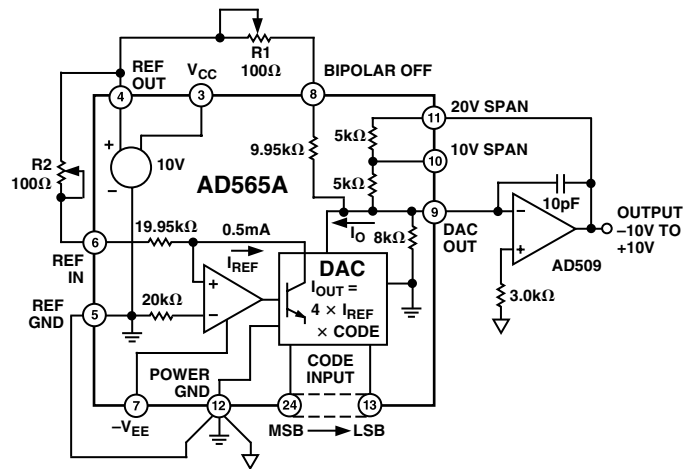 R1
100Ω
REF
OUT
VCC
BIPOLAR OFF
4
3
8
11
20V SPAN
5kΩ
9.95kΩ
10
10V SPAN
R2
100Ω
+
–
10V
AD565A
5kΩ
10pF
9
DAC
OUT
–
+
AD509
OUTPUT
–10V TO
+10V
19.95kΩ
0.5mA
IO
8kΩ
6
REF
IN
IREF
DAC
IOUT =
4 × IREF
× CODE
+
–
3.0kΩ
REF
GND
5
20kΩ
POWER
GND
CODE
INPUT
7
12
24
13
–VEE
MSB
LSB